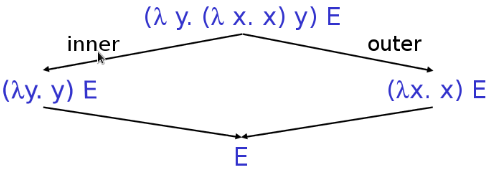 (λ y. (λ x. x) y) E
inner
outer
(λy. y) E
(λx. x) E
E